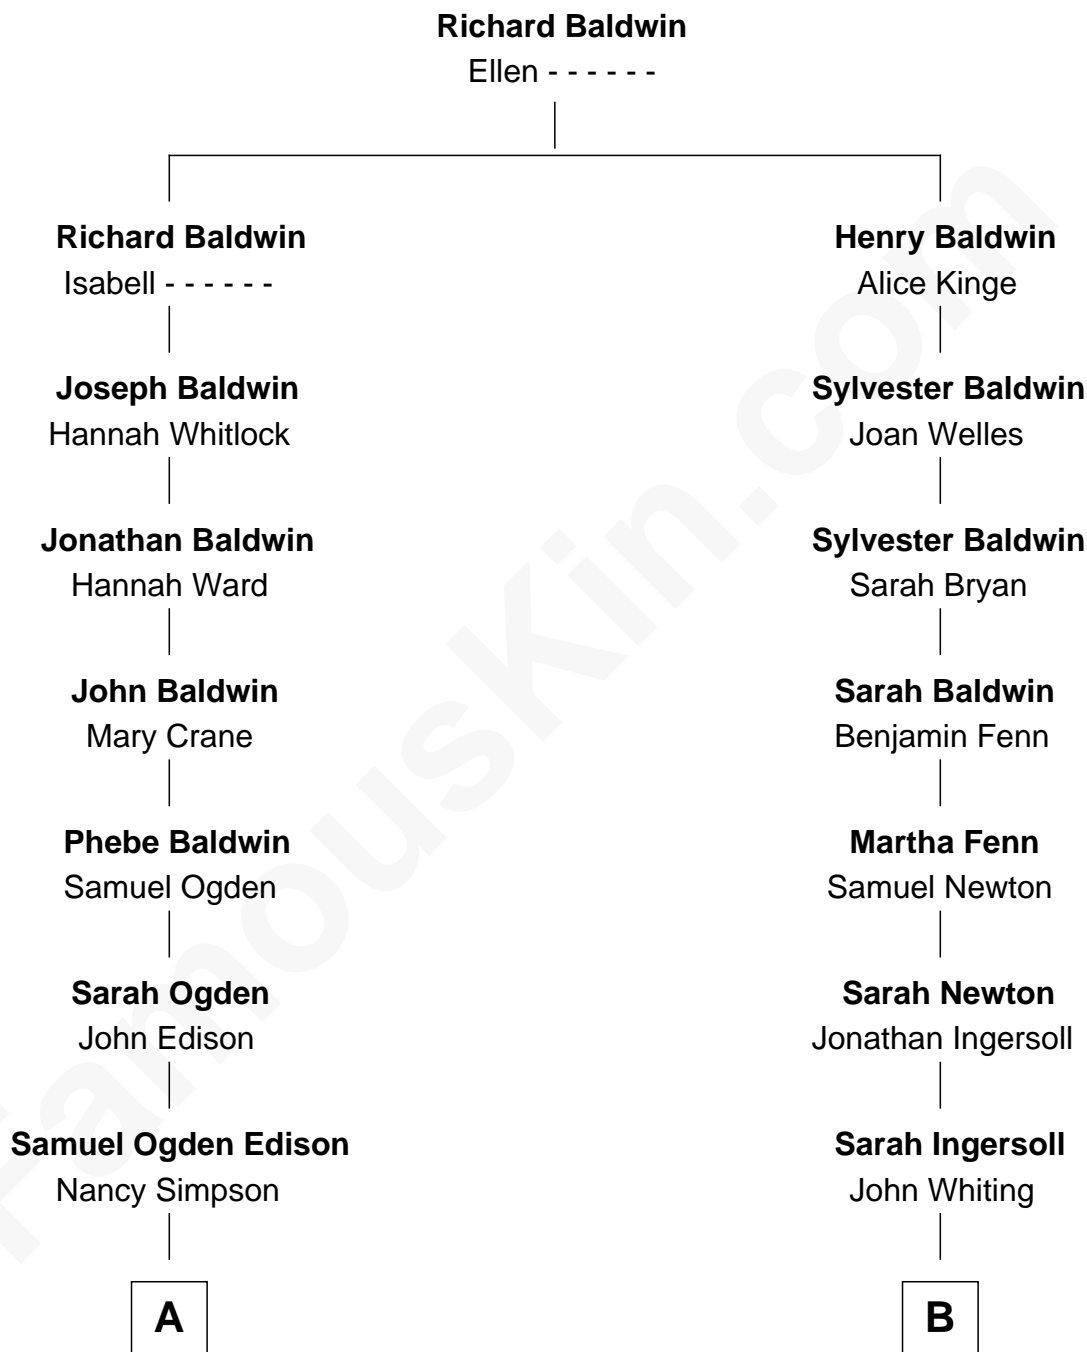 Richard Baldwin
Ellen - - - - - -
Richard Baldwin
Isabell - - - - - -
Henry Baldwin
Alice Kinge
Joseph Baldwin
Hannah Whitlock
Sylvester Baldwin
Joan Welles
Jonathan Baldwin
Hannah Ward
Sylvester Baldwin
Sarah Bryan
John Baldwin
Mary Crane
Sarah Baldwin
Benjamin Fenn
Phebe Baldwin
Samuel Ogden
Martha Fenn
Samuel Newton
Sarah Ogden
John Edison
Sarah Newton
Jonathan Ingersoll
Samuel Ogden Edison
Nancy Simpson
Sarah Ingersoll
John Whiting
A
B
FamousKin.com